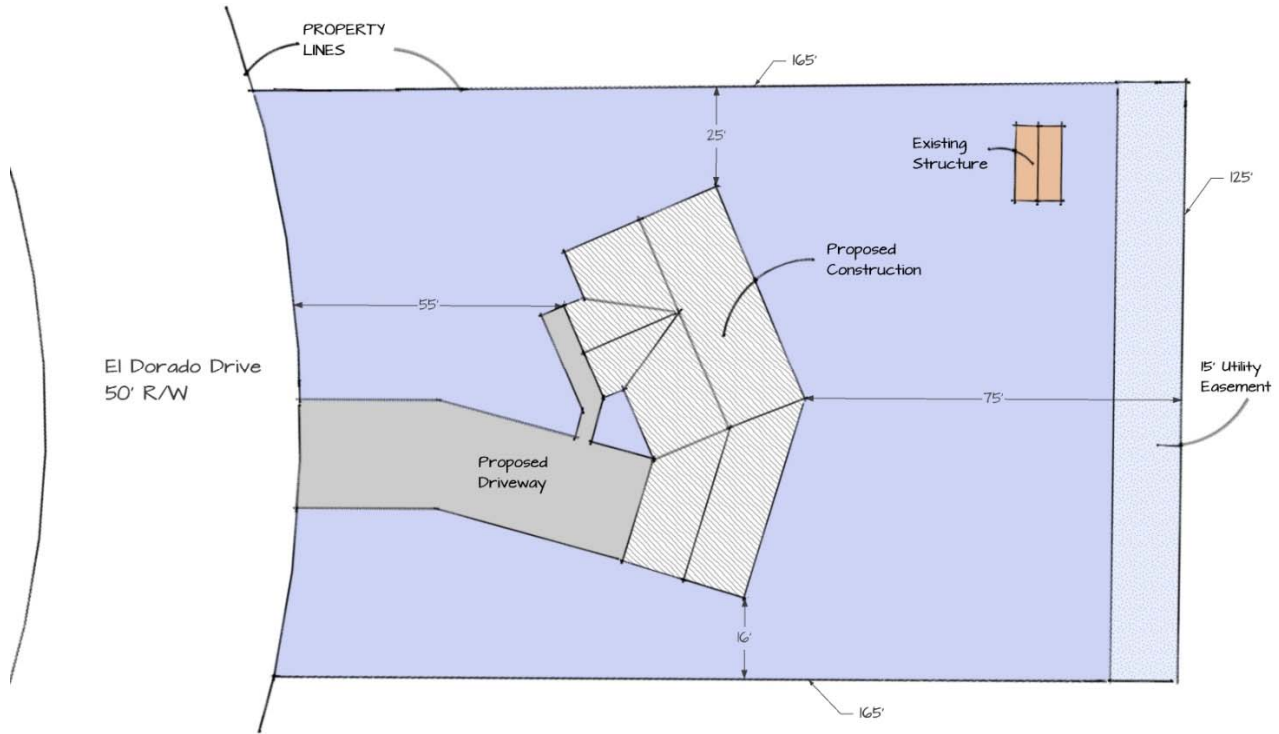 PROPERTY
LINES
165'
25'
Existing
Structure
125'
Proposed
Construction
55'
El Dorado Drive
50' R/W
15' Utility
Easement
75'
Proposed
Driveway
16'
165'